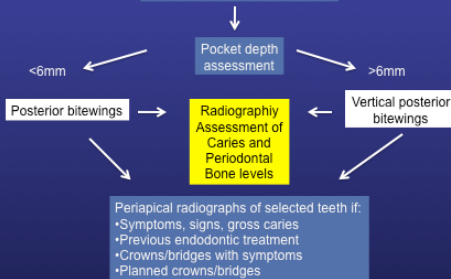 Pocket depth
assessment
<6mm
>6mm
Posterior bitewings
Radiographiy
Assessment of
Caries and
Periodontal
Bone levels
Vertical posterior
bitewings
Periapical radiographs of selected teeth if:
•Symptoms, signs, gross caries
•Previous endodontic treatment
•Crowns/bridges with symptoms
•Planned crowns/bridges